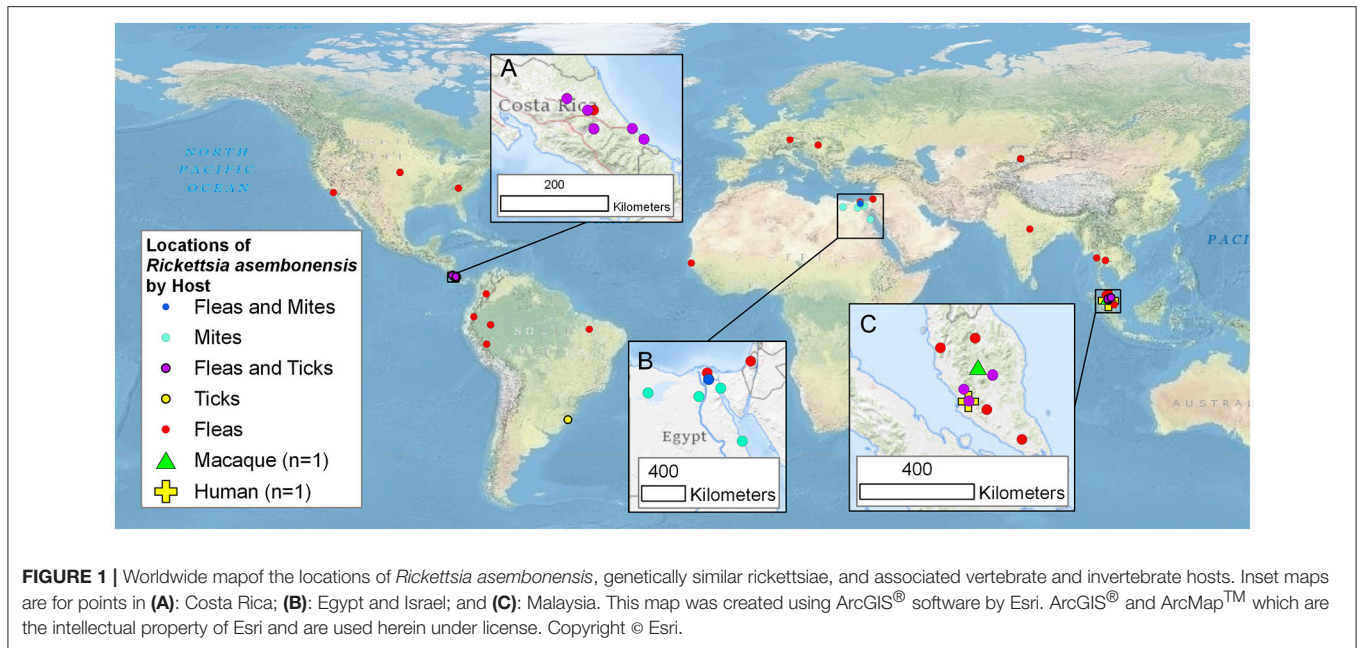 NORTH
PACIFIC
OCEAN
A
Costa Rica
200
Kilometers
PACI
Locations of
Rickettsia asembonensis
by Host
Fleas and Mites
Mites
Fleas and Ticks
Ticks
Fleas
Macaque (n=1)
Human (n=1)
B
Egypt
400
Kilometers
C
400
Kilometers
AUSTRA
FIGURE 1 | Worldwide mapof the locations of Rickettsia asembonensis, genetically similar rickettsiae, and associated vertebrate and invertebrate hosts. Inset maps
are for points in (A): Costa Rica; (B): Egypt and Israel; and (C): Malaysia. This map was created using ArcGIS® software by Esri. ArcGIS® and ArcMap™ which are
the intellectual property of Esri and are used herein under license. Copyright © Esri.